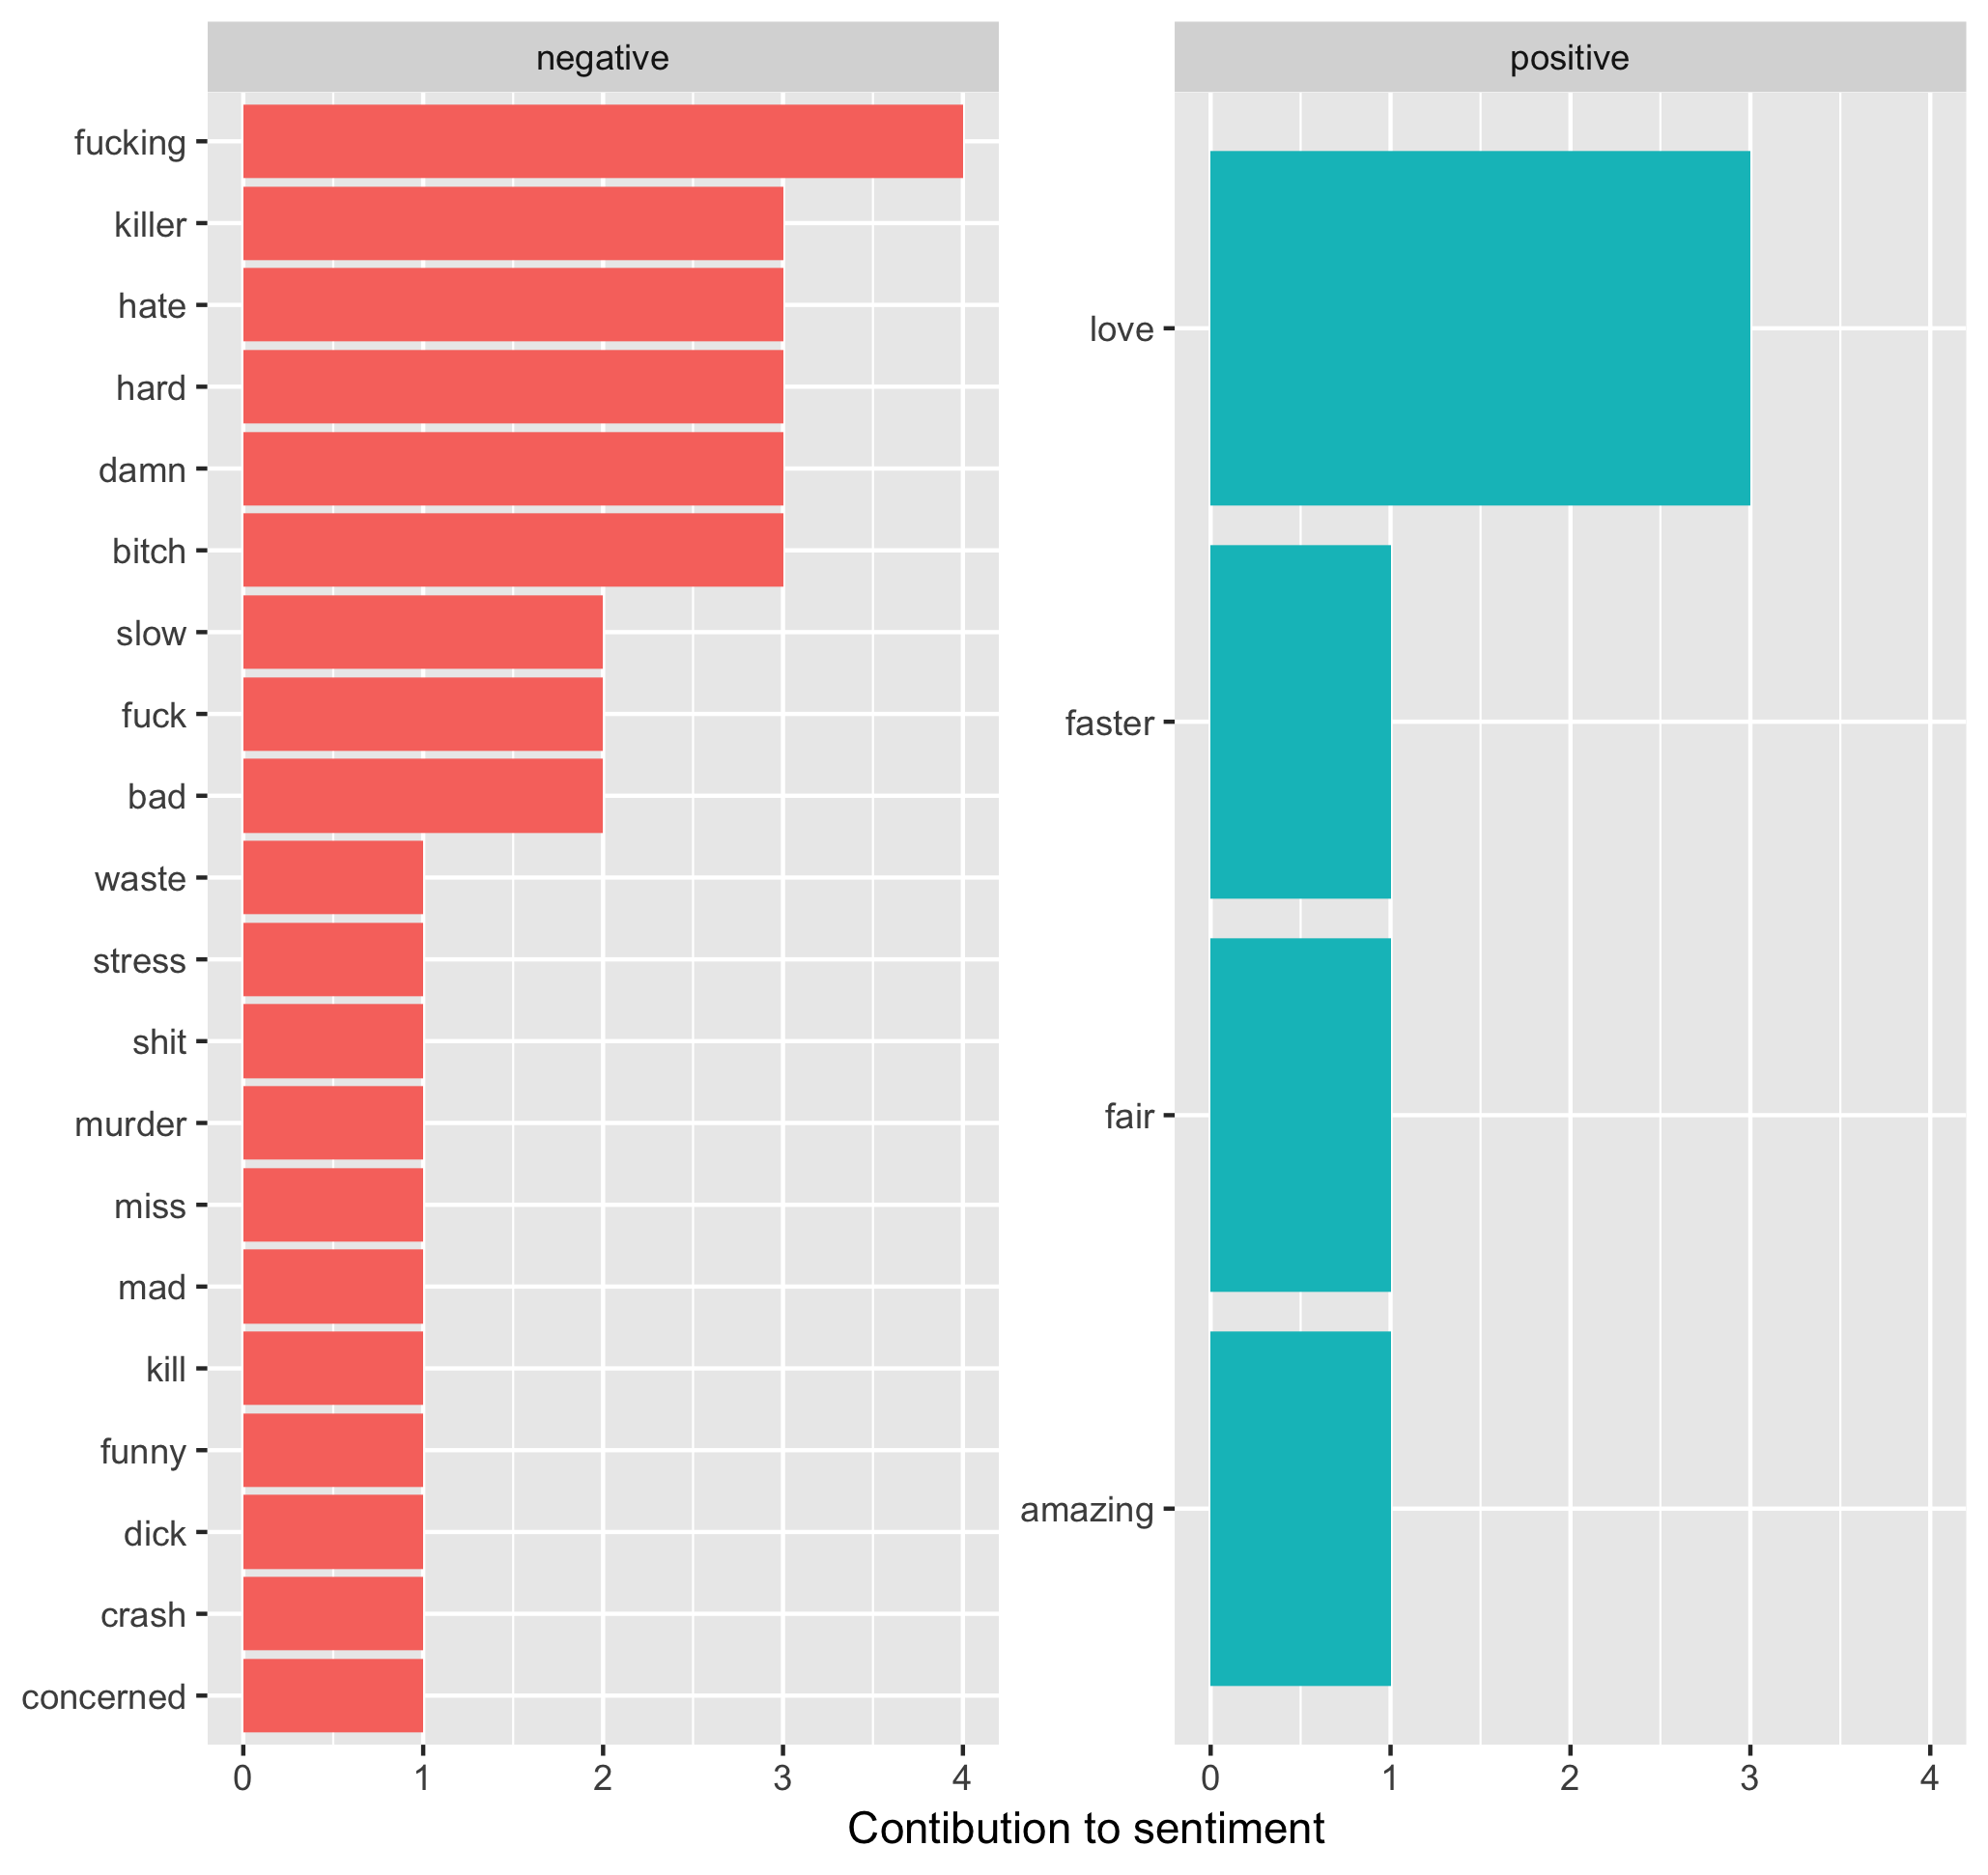 negative
fucking
killer
hate
hard
damn
bitch
slow
fuck
bad
waste
stress
shit
murder
miss
mad
kill
funny
dick
crash
concerned
0 1 2 3 4
positive
love
faster
fair
amazing
0 1 2 3 4
Contibution to sentiment